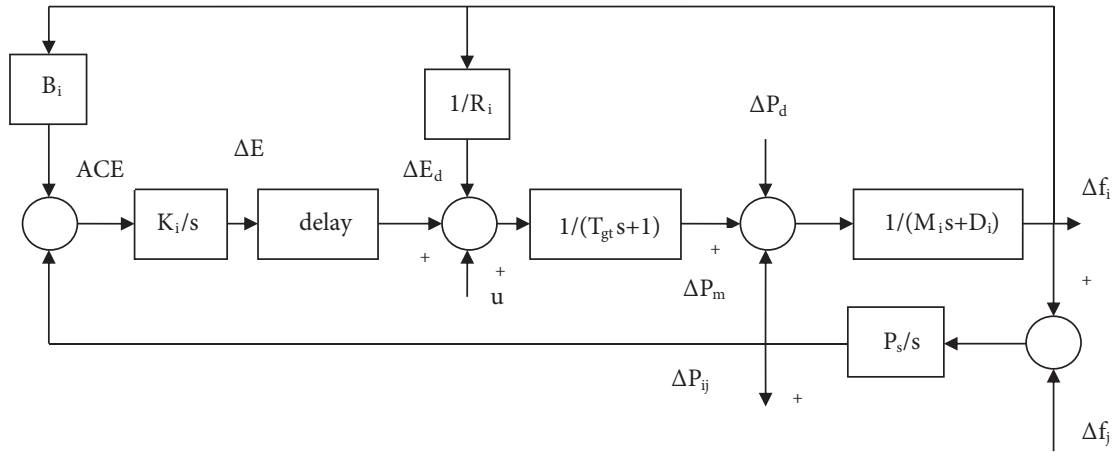 B_i
1/R_i
ΔP_d
ACE
ΔE
ΔE_d
Δf_i
K_i/s
delay
1/(T_gt s+1)
1/(M_i s+D_i)
+
+
+
u
ΔP_m
+
P_s/s
ΔP_ij
+
Δf_j